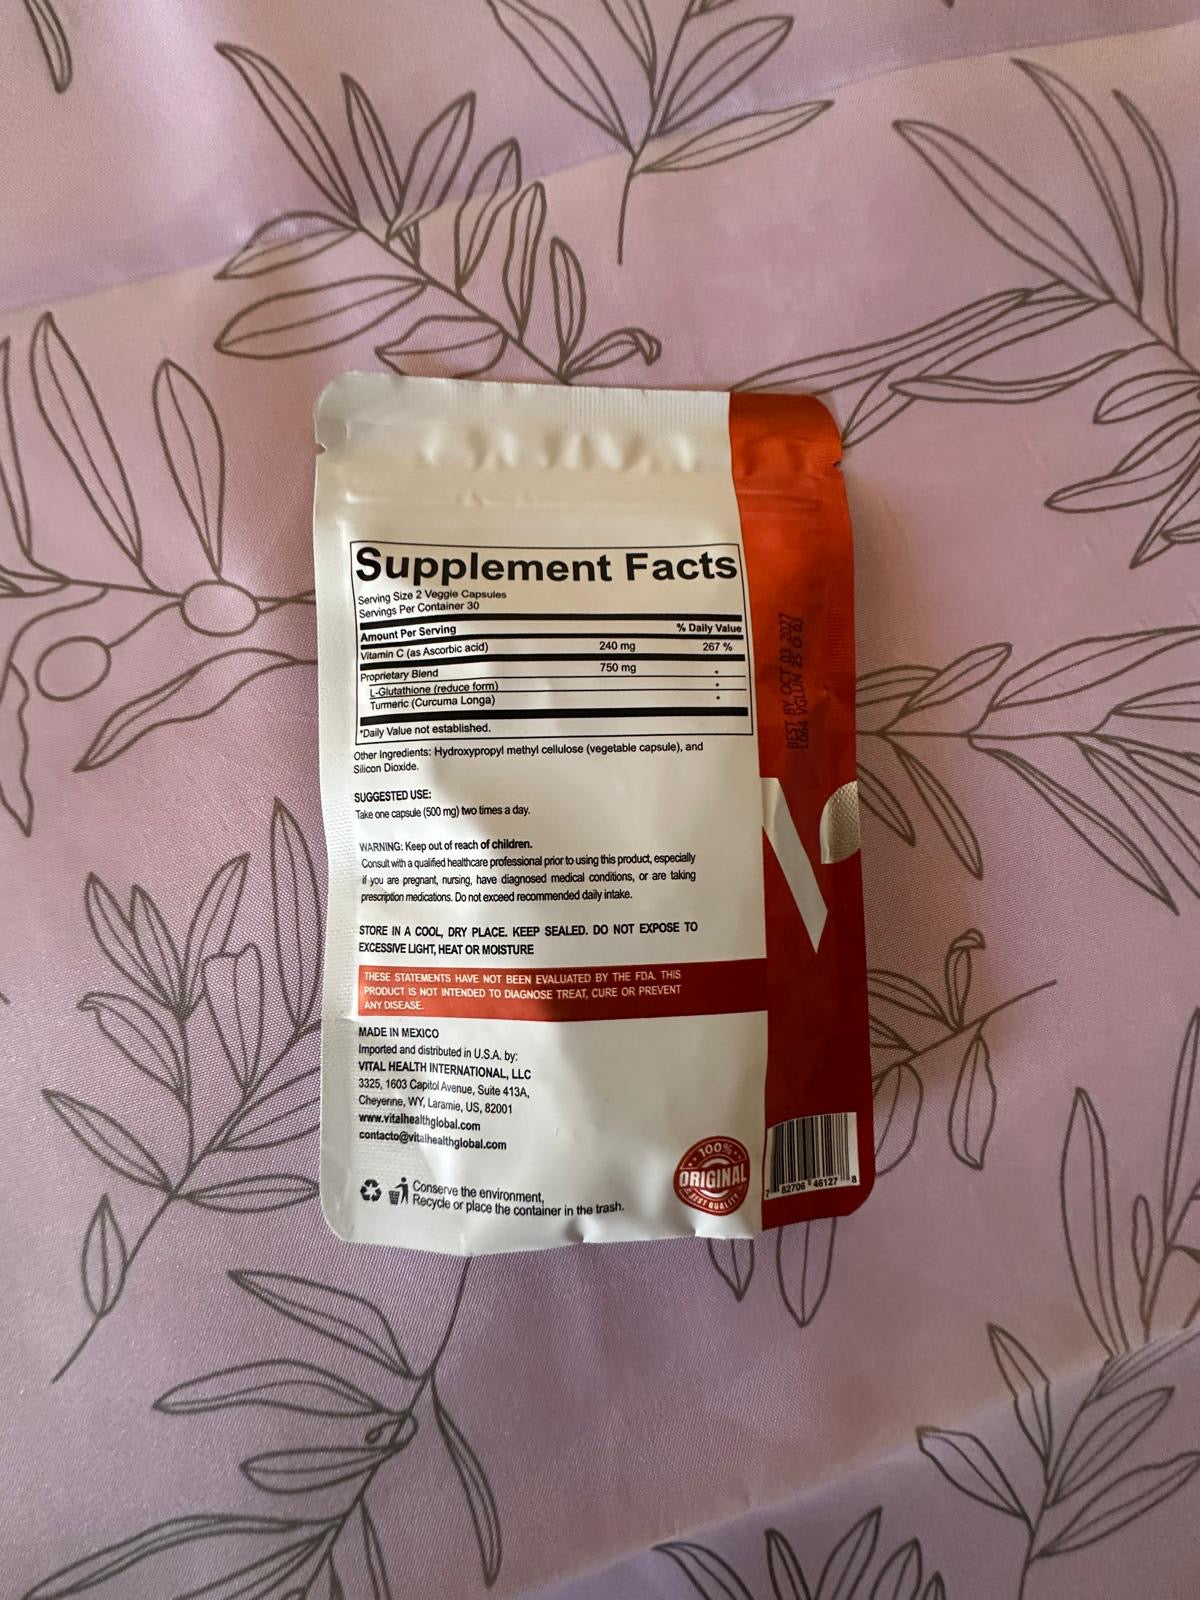 Supplement Facts
Serving Size 2 Veggie Capsules
Servings Per Container 30
Amount Per Serving % Daily Value
Vitamin C (as Ascorbic acid) 240 mg 267 %
Proprietary Blend 750 mg *
L-Glutathione (reduce form) *
Turmeric (Curcuma Longa) *
*Daily Value not established.
Other Ingredients: Hydroxypropyl methyl cellulose (vegetable capsule), and
Silicon Dioxide.
SUGGESTED USE:
Take one capsule (500 mg) two times a day.
WARNING: Keep out of reach of children.
Consult with a qualified healthcare professional prior to using this product, especially
if you are pregnant, nursing, have diagnosed medical conditions, or are taking
prescription medications. Do not exceed recommended daily intake.
STORE IN A COOL, DRY PLACE. KEEP SEALED. DO NOT EXPOSE TO
EXCESSIVE LIGHT, HEAT OR MOISTURE
THESE STATEMENTS HAVE NOT BEEN EVALUATED BY THE FDA. THIS
PRODUCT IS NOT INTENDED TO DIAGNOSE TREAT, CURE OR PREVENT
ANY DISEASE.
MADE IN MEXICO
Imported and distributed in U.S.A. by:
VITAL HEALTH INTERNATIONAL, LLC
3325, 1603 Capitol Avenue, Suite 413A,
Cheyenne, WY, Laramie, US, 82001
www.vitalhealthglobal.com
contacto@vitalhealthglobal.com
Conserve the environment,
Recycle or place the container in the trash.
100%
ORIGINAL
BEST QUALITY
BEST BY OCT 03 2027
VGLUN 25
7 82706 46127 8